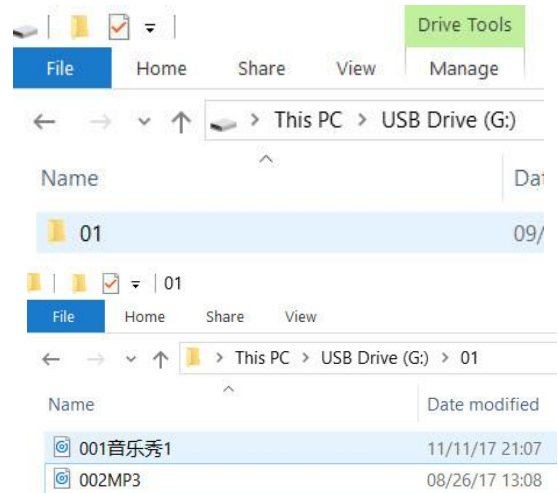 Drive Tools
File Home Share View Manage
This PC > USB Drive (G:)
Name Dat
01 09/
01
File Home Share View
This PC > USB Drive (G:) > 01
Name Date modified
001音乐秀1 11/11/17 21:07
002MP3 08/26/17 13:08